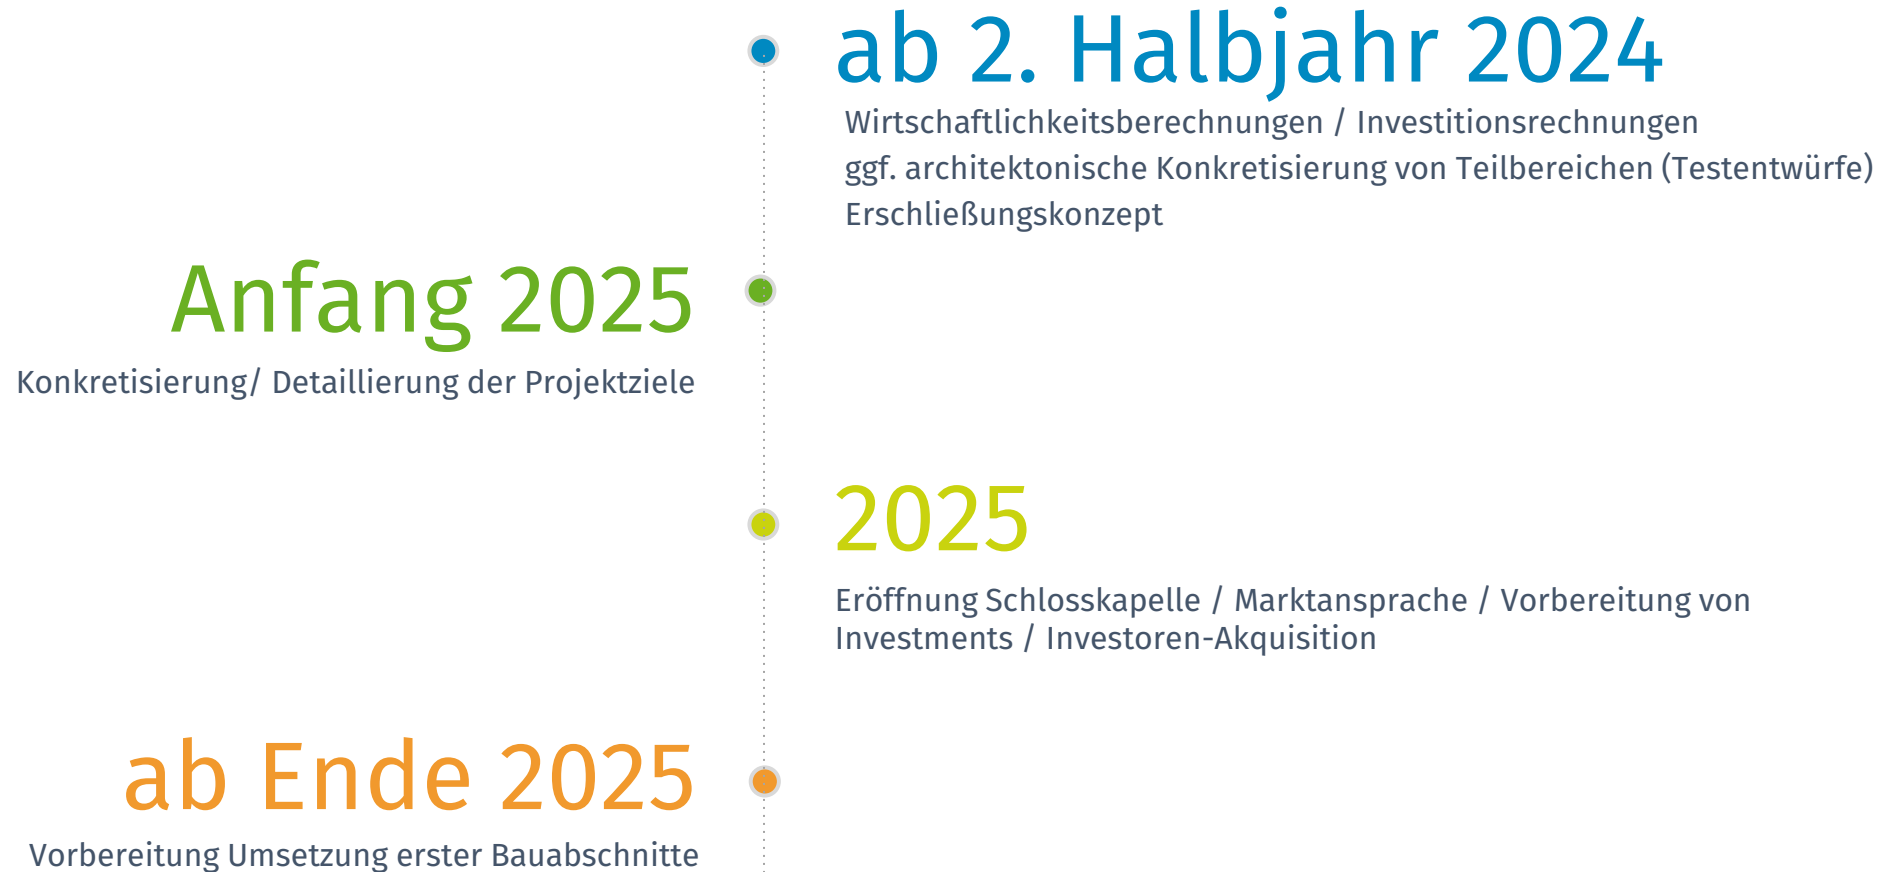 ab 2. Halbjahr 2024
Wirtschaftlichkeitsberechnungen / Investitionsrechnungen
ggf. architektonische Konkretisierung von Teilbereichen (Testentwürfe)
Erschließungskonzept
Anfang 2025
Konkretisierung/ Detaillierung der Projektziele
2025
Eröffnung Schlosskapelle / Marktansprache / Vorbereitung von
Investments / Investoren-Akquisition
ab Ende 2025
Vorbereitung Umsetzung erster Bauabschnitte